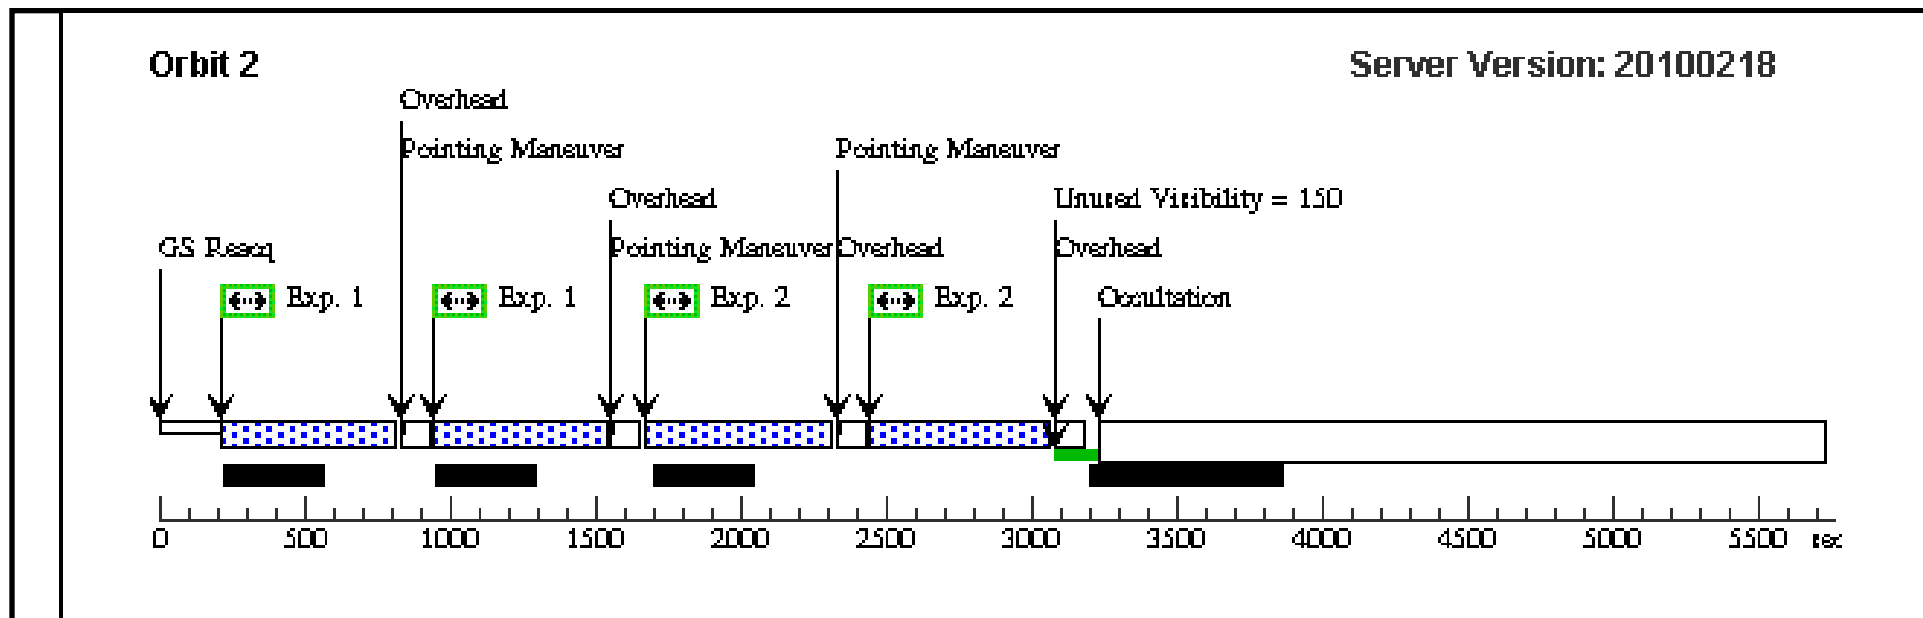 Orbit 2
Server Version: 20100218
Overhead
Pointing Maneuver
Pointing Maneuver
Overhead
Unused Visibility = 150
GS Reacq
Pointing Maneuver
Overhead
Overhead
Exp. 1
Exp. 1
Exp. 2
Exp. 2
Occultation
0 500 1000 1500 2000 2500 3000 3500 4000 4500 5000 5500 sec